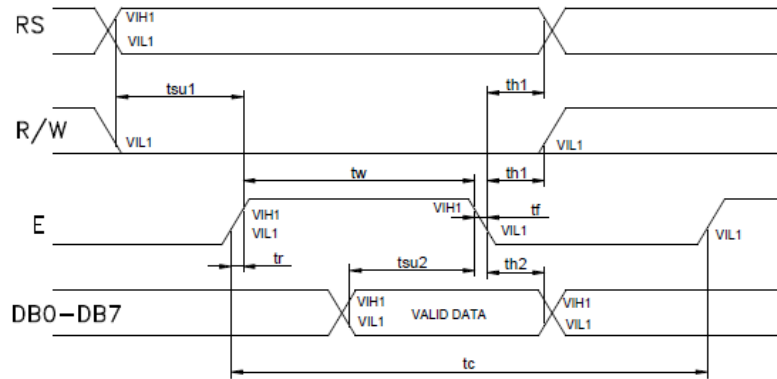 RS
VIH1
VIL1
tsu1
th1
R/W
VIL1
tw
th1
VIL1
E
VIH1
VIL1
VIH1
tf
VIL1
VIL1
tr
tsu2
th2
DB0-DB7
VIH1
VIL1
VALID DATA
VIH1
VIL1
tc